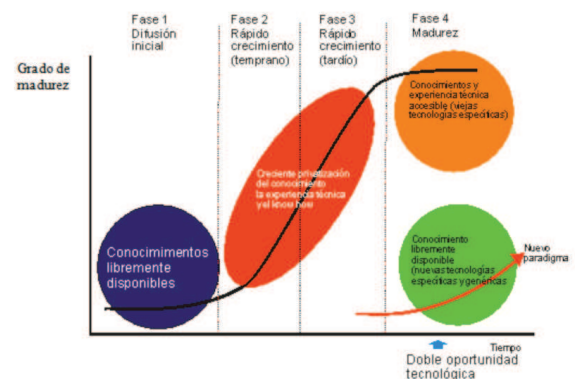 Fase 1
Difusión
inicial
Fase 2
Rápido
crecimiento
(temprano)
Fase 3
Rápido
crecimiento
(tardío)
Fase 4
Madurez
Grado de
madurez
Conocimientos y
experiencia técnica
accesible (viejas
tecnologías específicas)
Creciente privatización
del conocimiento
la experiencia técnica
y el know how
Conocimimentos
libremente
disponibles
Conocimiento
libremente
disponible
(nuevas tecnologías
específicas y genéricas
Nuevo
paradigma
Tiempo
Doble oportunidad
tecnológica